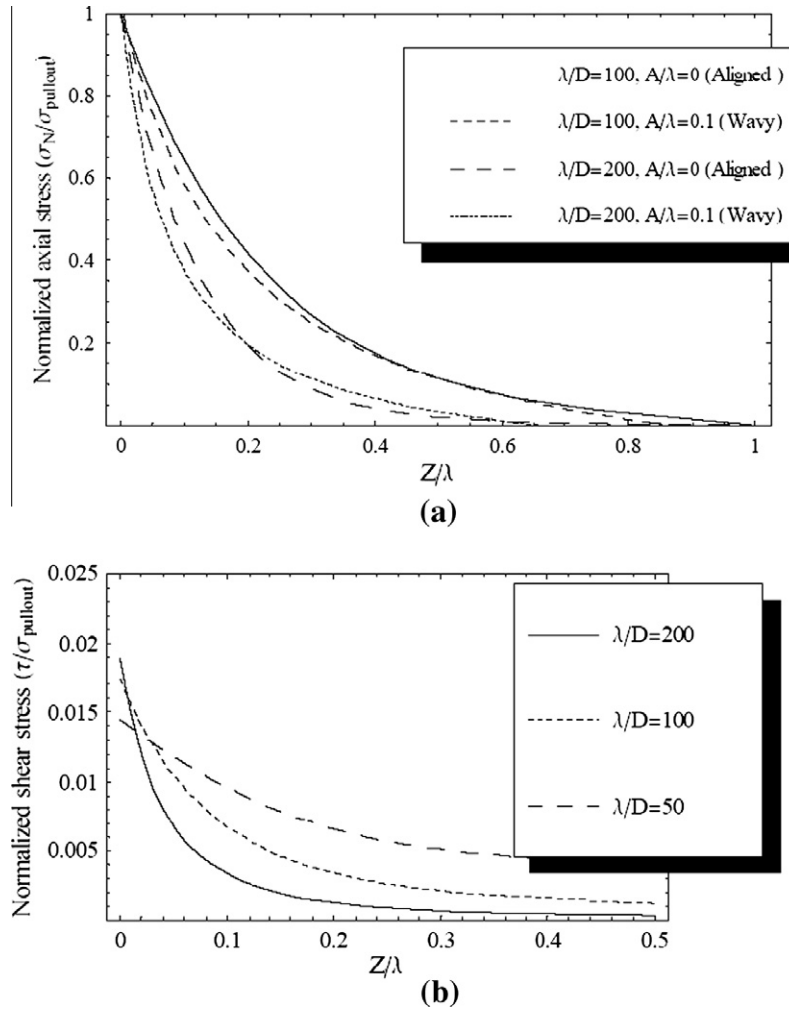 1
0.8
0.6
0.4
0.2
Normalized axial stress (σN/σpullout)
λ/D=100, A/λ=0 (Aligned )
λ/D=100, A/λ=0.1 (Wavy)
λ/D=200, A/λ=0 (Aligned )
λ/D=200, A/λ=0.1 (Wavy)
0 0.2 0.4 0.6 0.8 1
Z/λ
(a)
0.025
0.02
0.015
0.01
0.005
Normalized shear stress (τ/σpullout)
λ/D=200
λ/D=100
λ/D=50
0 0.1 0.2 0.3 0.4 0.5
Z/λ
(b)